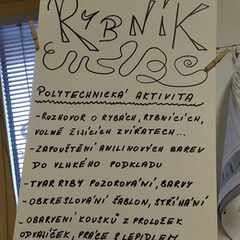 RYBNÍK
POLYTECHNICKÁ AKTIVITA
-ROZHOVOR O RYBÁCH, RYBNÍCÍCH,
VOLNĚ ŽIJÍCÍCH ZVÍŘATECH...
-ZAPOUŠTĚNÍ ANILINOVÝCH BAREV
DO VLHKÉHO PODKLADU
-TVAR RYBY POZOROVÁNÍ, BARVY
-OBKRESLOVÁNÍ ŠABLON, STŘÍHÁNÍ
-OBARVENÍ KOUSKŮ Z PROLOŽEK
ODTALIČEK, PRÁCE S LEPIDLEM